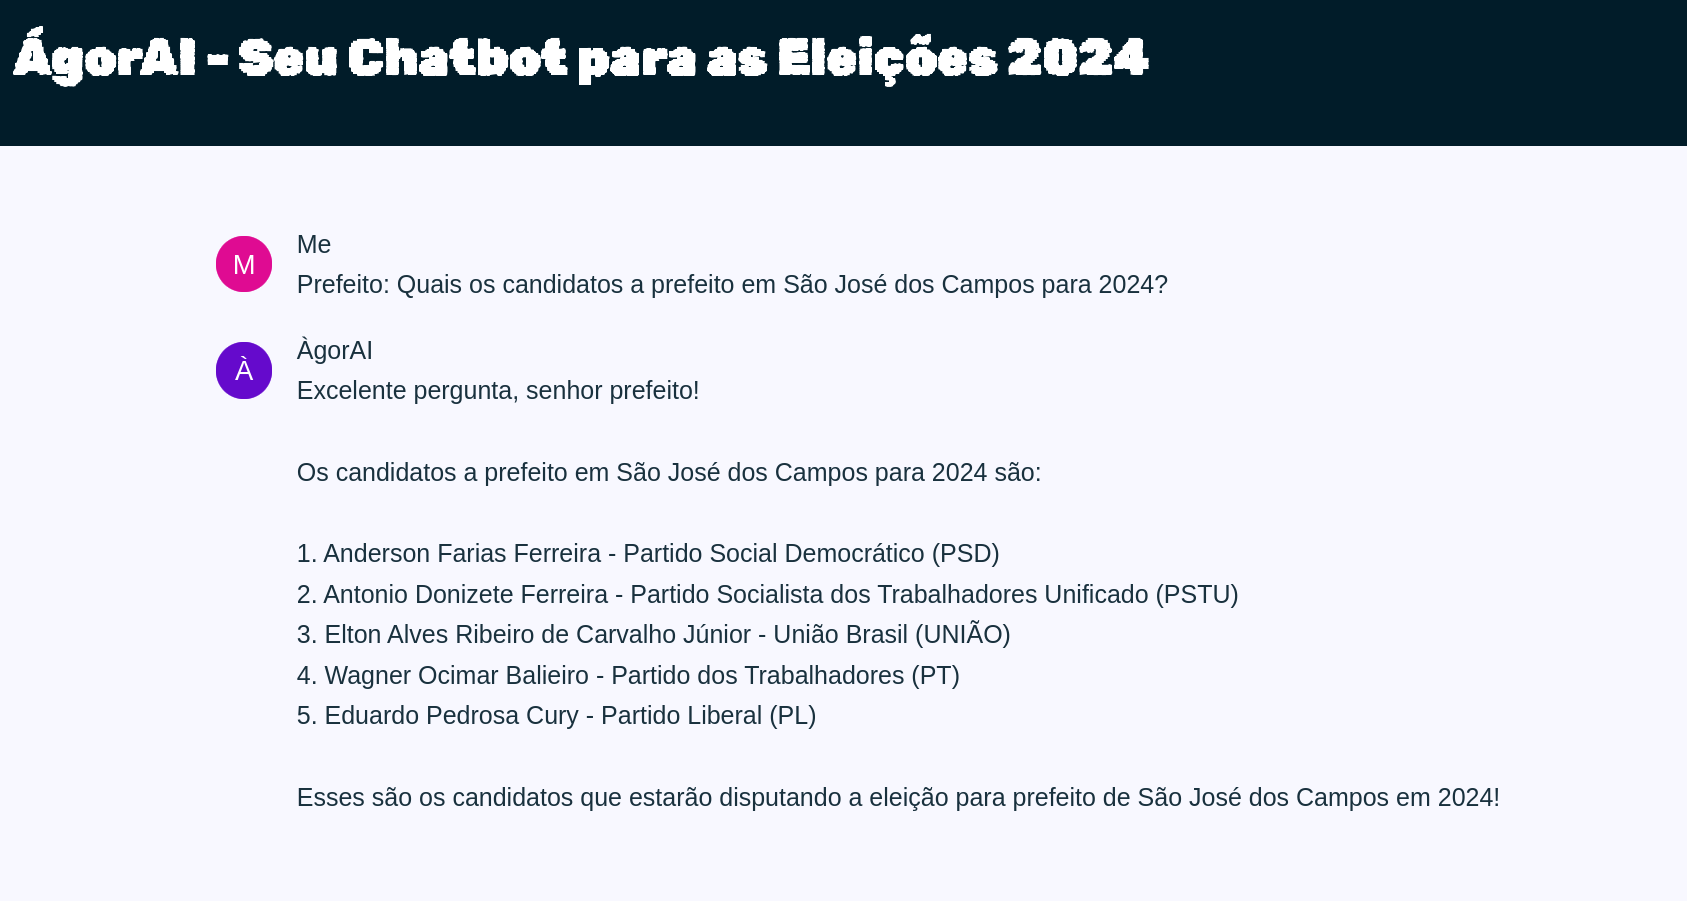 ÁgorAI - Seu Chatbot para as Eleições 2024
M
Me
Prefeito: Quais os candidatos a prefeito em São José dos Campos para 2024?
À
ÀgorAI
Excelente pergunta, senhor prefeito!
Os candidatos a prefeito em São José dos Campos para 2024 são:
1. Anderson Farias Ferreira - Partido Social Democrático (PSD)
2. Antonio Donizete Ferreira - Partido Socialista dos Trabalhadores Unificado (PSTU)
3. Elton Alves Ribeiro de Carvalho Júnior - União Brasil (UNIÃO)
4. Wagner Ocimar Balieiro - Partido dos Trabalhadores (PT)
5. Eduardo Pedrosa Cury - Partido Liberal (PL)
Esses são os candidatos que estarão disputando a eleição para prefeito de São José dos Campos em 2024!